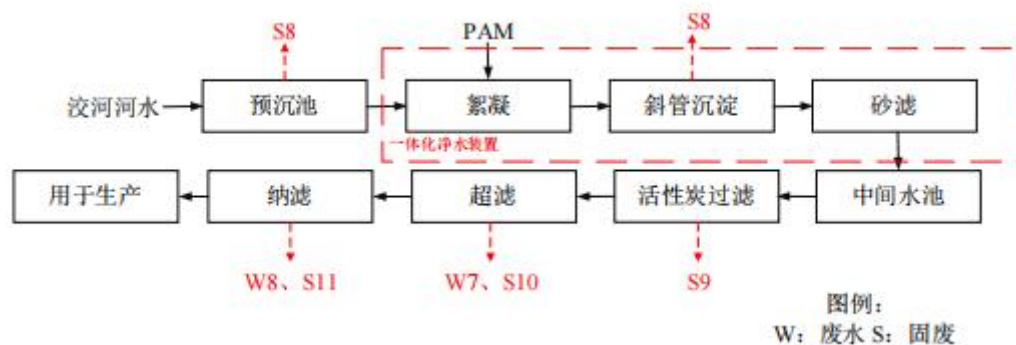 S8 PAM S8
洨河河水 预沉池 絮凝 斜管沉淀 砂滤
一体化净水装置
用于生产 纳滤 超滤 活性炭过滤 中间水池
W8、S11 W7、S10 S9
图例：
W：废水 S：固废